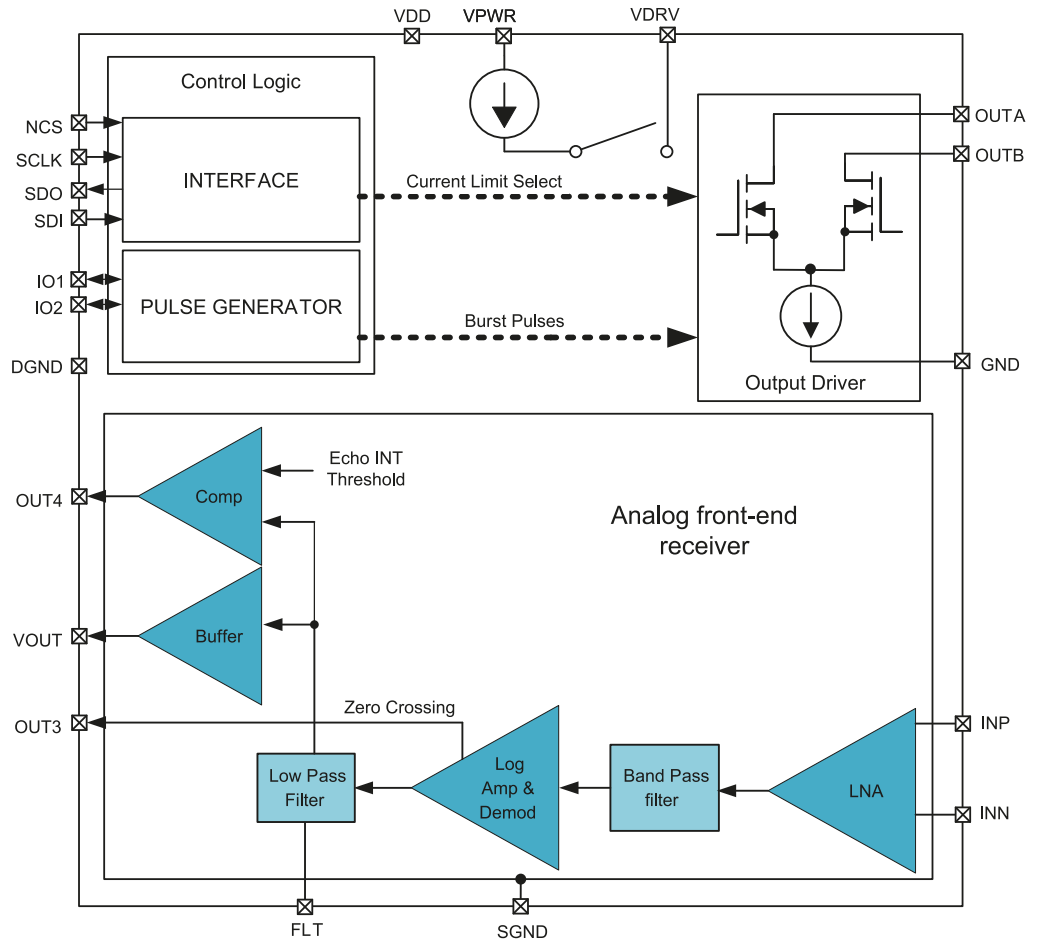 VDD
VPWR
VDRV
Control Logic
NCS
SCLK
SDO
SDI
INTERFACE
Current Limit Select
OUTA
OUTB
IO1
IO2
PULSE GENERATOR
Burst Pulses
DGND
GND
Output Driver
Echo INT
Threshold
OUT4
Comp
Analog front-end
receiver
VOUT
Buffer
OUT3
Zero Crossing
INP
Low Pass
Filter
Log
Amp &
Demod
Band Pass
filter
LNA
INN
FLT
SGND